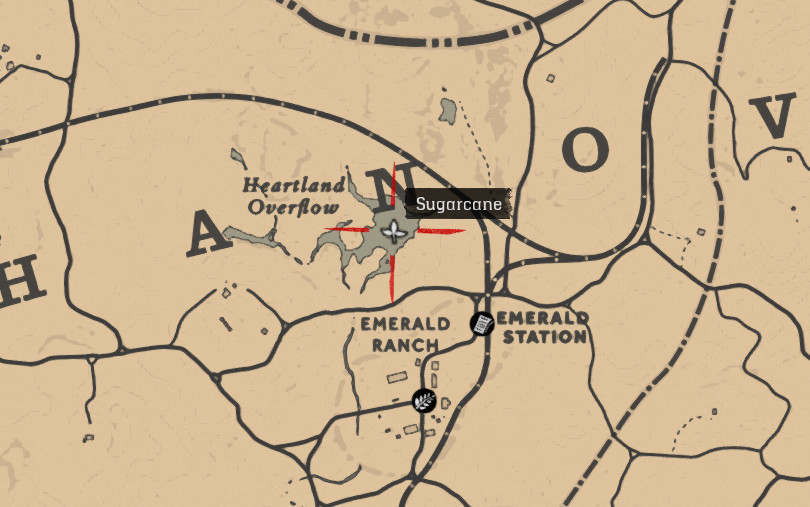 O
V
N
Heartland
Overflow
Sugarcane
A
H
EMERALD
RANCH
EMERALD
STATION